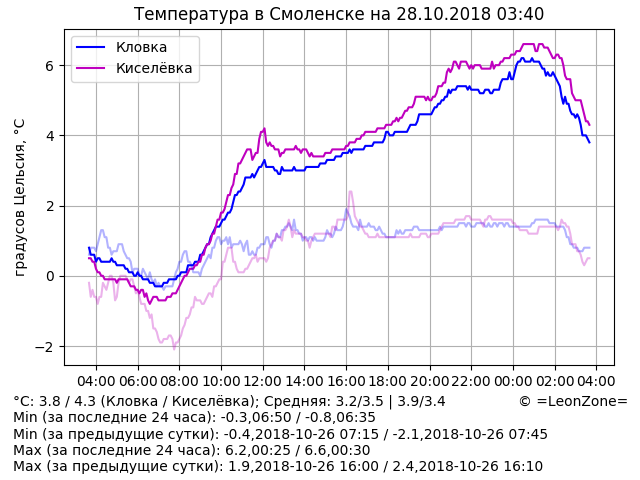 Температура в Смоленске на 28.10.2018 03:40
Кловка
Киселёвка
градусов Цельсия, °C
6
4
2
0
−2
04:00 06:00 08:00 10:00 12:00 14:00 16:00 18:00 20:00 22:00 00:00 02:00 04:00
°C: 3.8 / 4.3 (Кловка / Киселёвка); Средняя: 3.2/3.5 | 3.9/3.4 © =LeonZone=
Min (за последние 24 часа): -0.3,06:50 / -0.8,06:35
Min (за предыдущие сутки): -0.4,2018-10-26 07:15 / -2.1,2018-10-26 07:45
Max (за последние 24 часа): 6.2,00:25 / 6.6,00:30
Max (за предыдущие сутки): 1.9,2018-10-26 16:00 / 2.4,2018-10-26 16:10